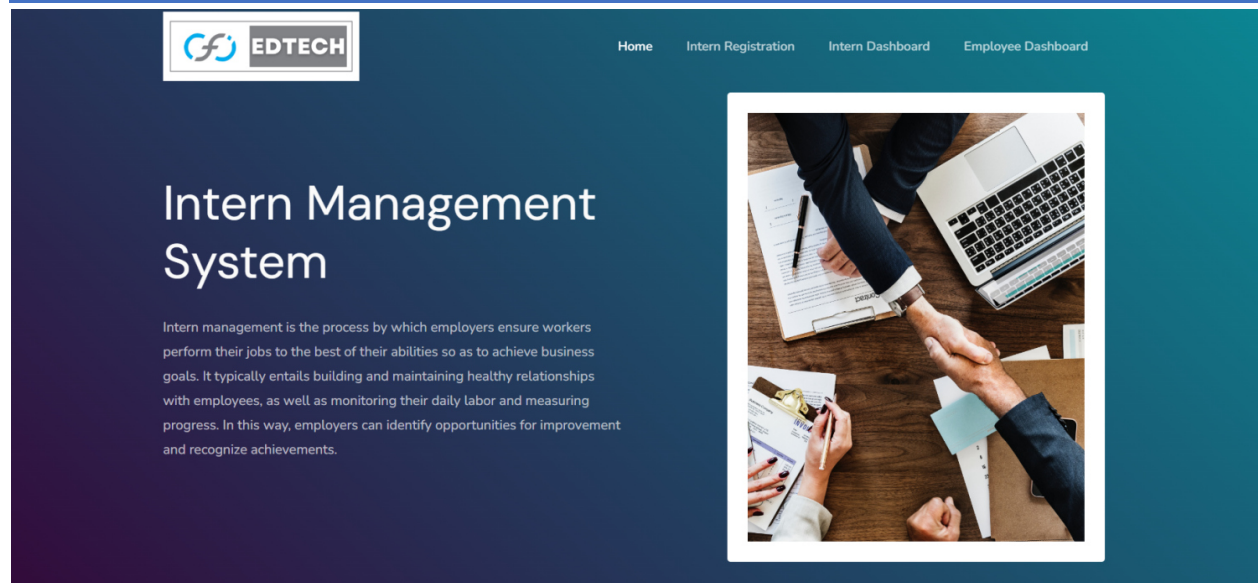 CFI EDTECH
Home Intern Registration Intern Dashboard Employee Dashboard
Intern Management
System
Intern management is the process by which employers ensure workers
perform their jobs to the best of their abilities so as to achieve business
goals. It typically entails building and maintaining healthy relationships
with employees, as well as monitoring their daily labor and measuring
progress. In this way, employers can identify opportunities for improvement
and recognize achievements.
Contract